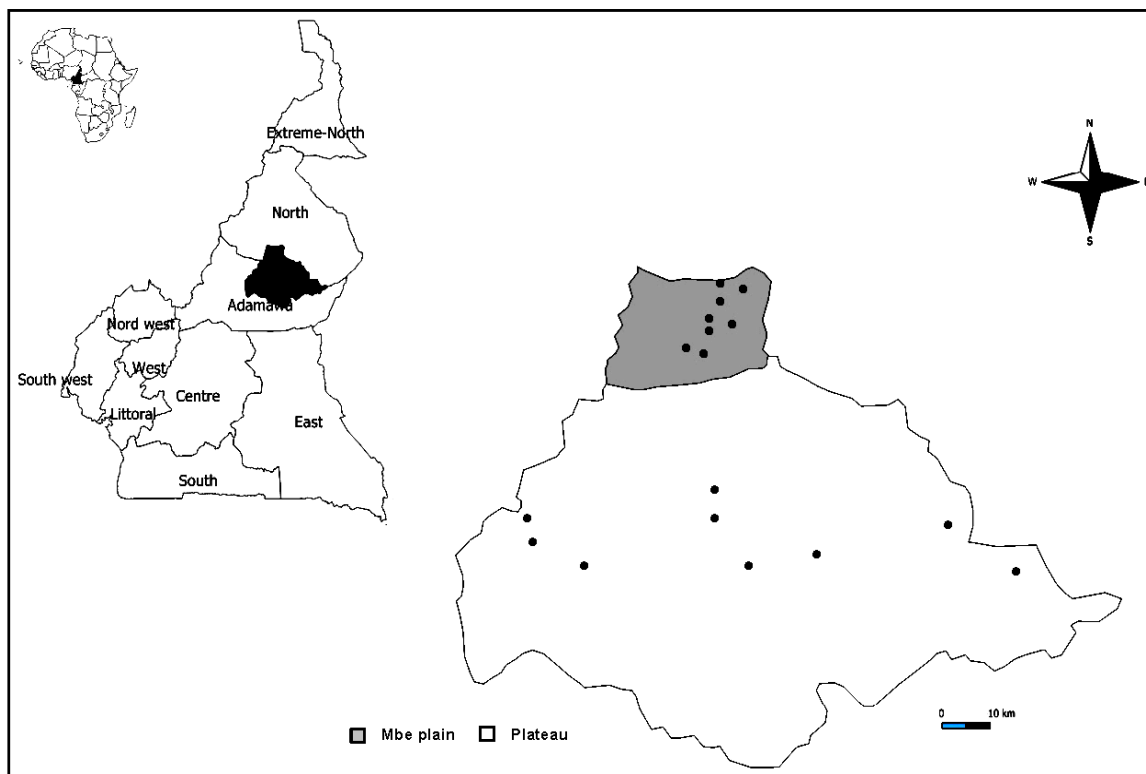 Extreme-North
North
Adamawa
Nord west
West
South west
Centre
Littoral
East
South
N
W
S
0 10 km
Mbe plain Plateau